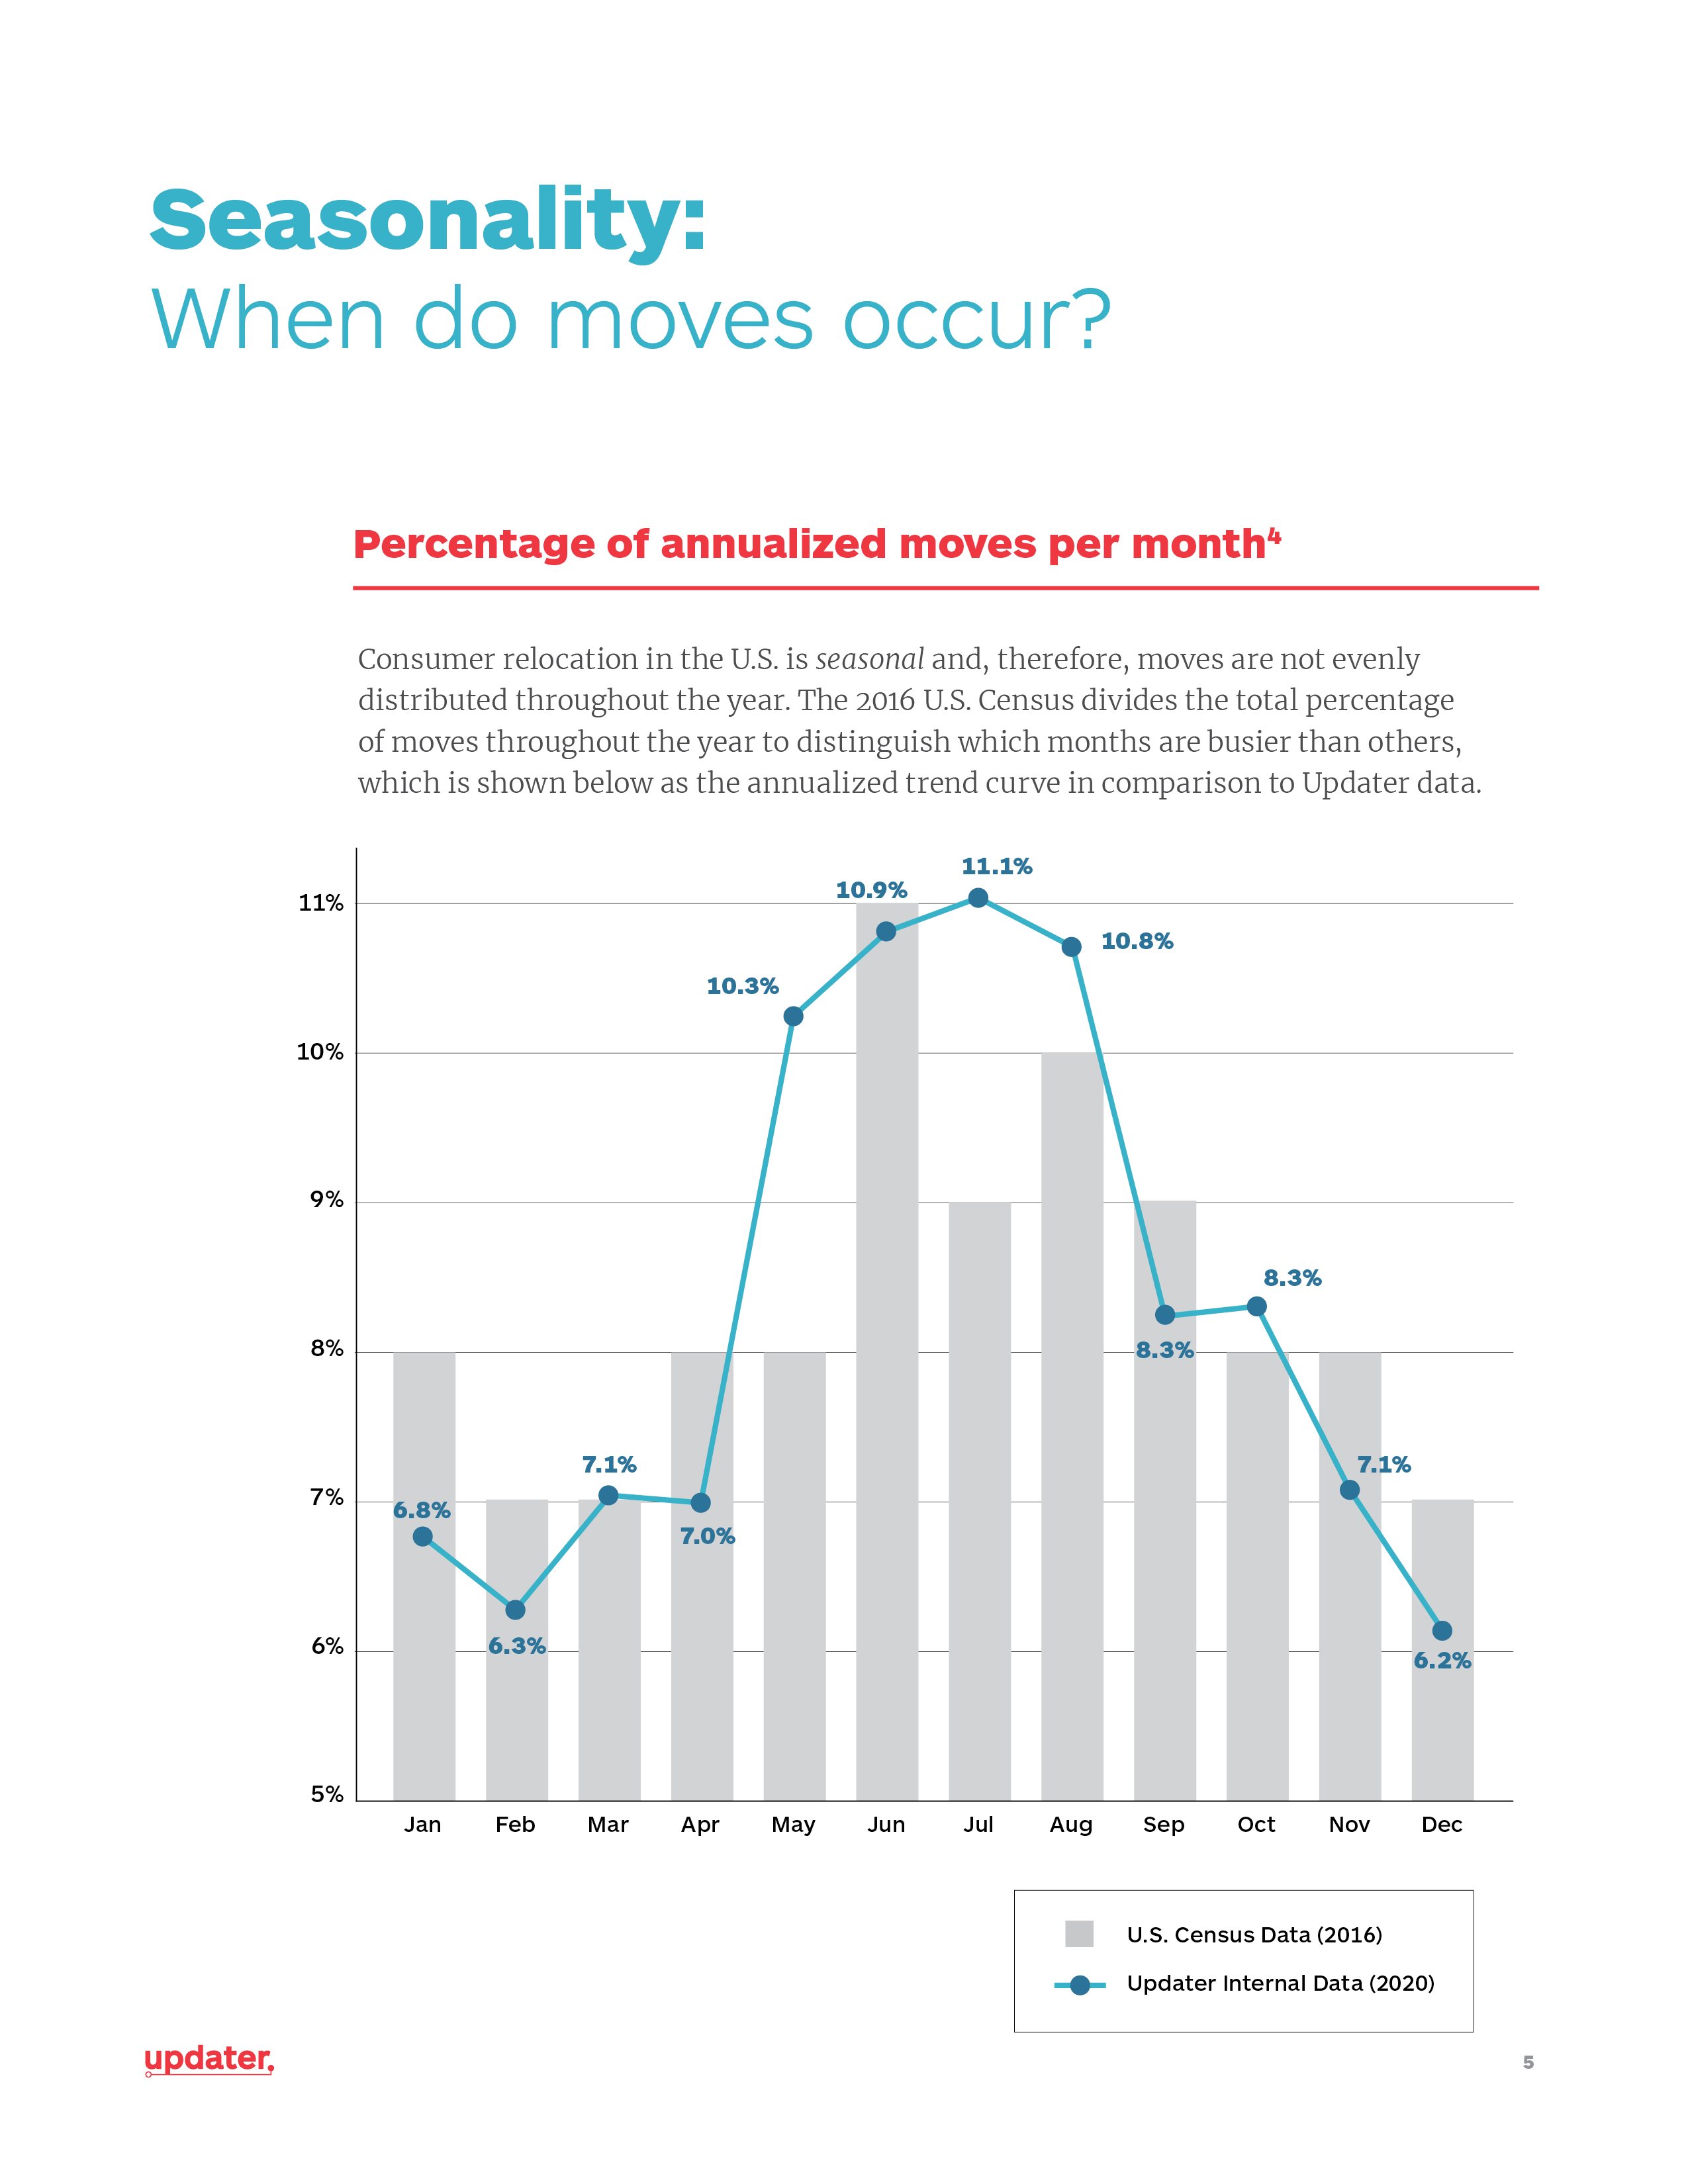 Seasonality:
When do moves occur?
Percentage of annualized moves per month⁴
Consumer relocation in the U.S. is seasonal and, therefore, moves are not evenly
distributed throughout the year. The 2016 U.S. Census divides the total percentage
of moves throughout the year to distinguish which months are busier than others,
which is shown below as the annualized trend curve in comparison to Updater data.
11%
10%
9%
8%
7%
6%
5%
6.8%
6.3%
7.1%
7.0%
10.3%
10.9%
11.1%
10.8%
8.3%
8.3%
7.1%
6.2%
Jan Feb Mar Apr May Jun Jul Aug Sep Oct Nov Dec
U.S. Census Data (2016)
Updater Internal Data (2020)
updater.
5